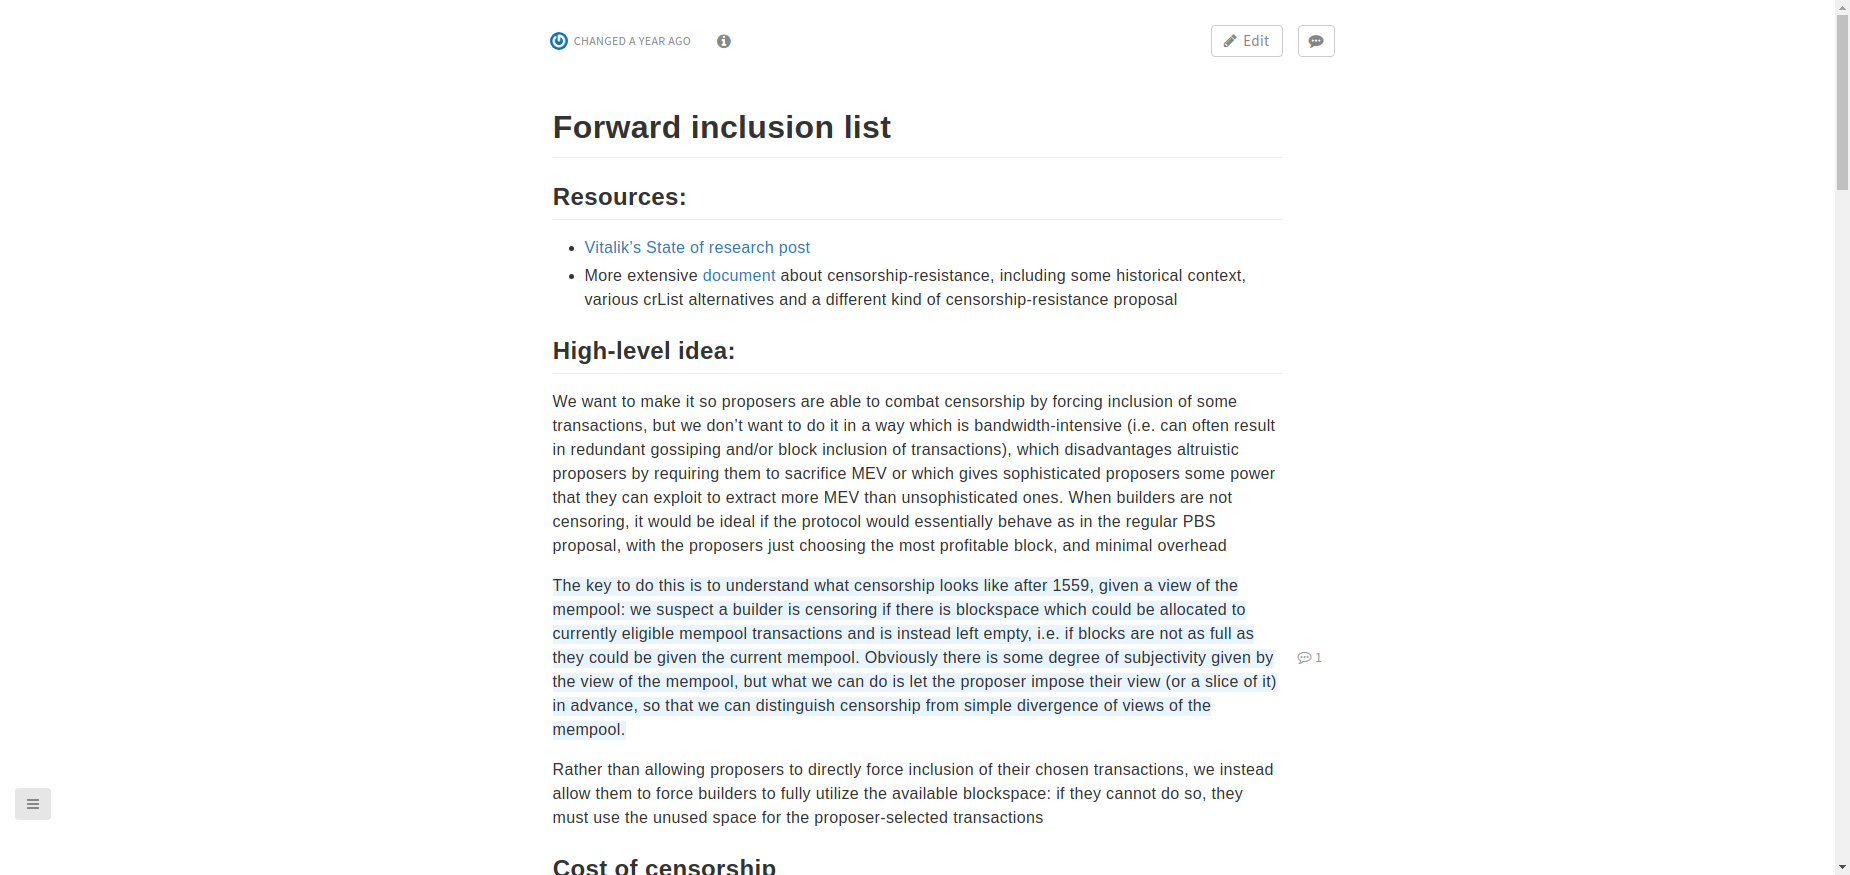 CHANGED A YEAR AGO
Edit
Forward inclusion list
Resources:
• Vitalik’s State of research post
• More extensive document about censorship-resistance, including some historical context,
various crList alternatives and a different kind of censorship-resistance proposal
High-level idea:
We want to make it so proposers are able to combat censorship by forcing inclusion of some
transactions, but we don’t want to do it in a way which is bandwidth-intensive (i.e. can often result
in redundant gossiping and/or block inclusion of transactions), which disadvantages altruistic
proposers by requiring them to sacrifice MEV or which gives sophisticated proposers some power
that they can exploit to extract more MEV than unsophisticated ones. When builders are not
censoring, it would be ideal if the protocol would essentially behave as in the regular PBS
proposal, with the proposers just choosing the most profitable block, and minimal overhead
The key to do this is to understand what censorship looks like after 1559, given a view of the
mempool: we suspect a builder is censoring if there is blockspace which could be allocated to
currently eligible mempool transactions and is instead left empty, i.e. if blocks are not as full as
they could be given the current mempool. Obviously there is some degree of subjectivity given by
1
the view of the mempool, but what we can do is let the proposer impose their view (or a slice of it)
in advance, so that we can distinguish censorship from simple divergence of views of the
mempool.
Rather than allowing proposers to directly force inclusion of their chosen transactions, we instead
allow them to force builders to fully utilize the available blockspace: if they cannot do so, they
must use the unused space for the proposer-selected transactions
Cost of censorship